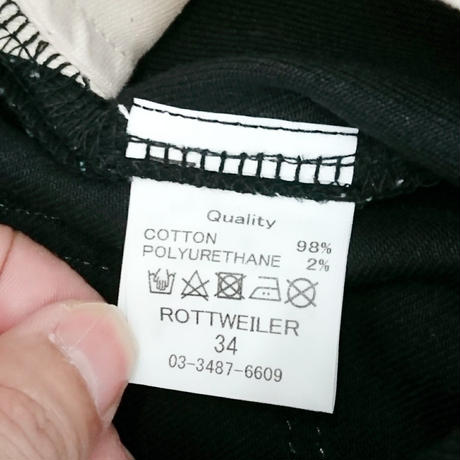 Quality
COTTON 98%
POLYURETHANE 2%
ROTTWEILER
34
03-3487-6609